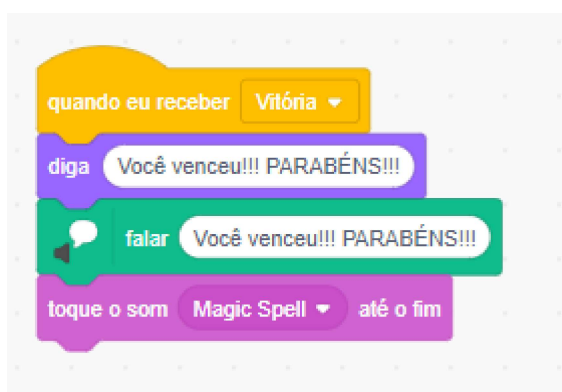 quando eu receber Vitória
diga Você venceu!!! PARABÉNS!!!
falar Você venceu!!! PARABÉNS!!!
toque o som Magic Spell até o fim